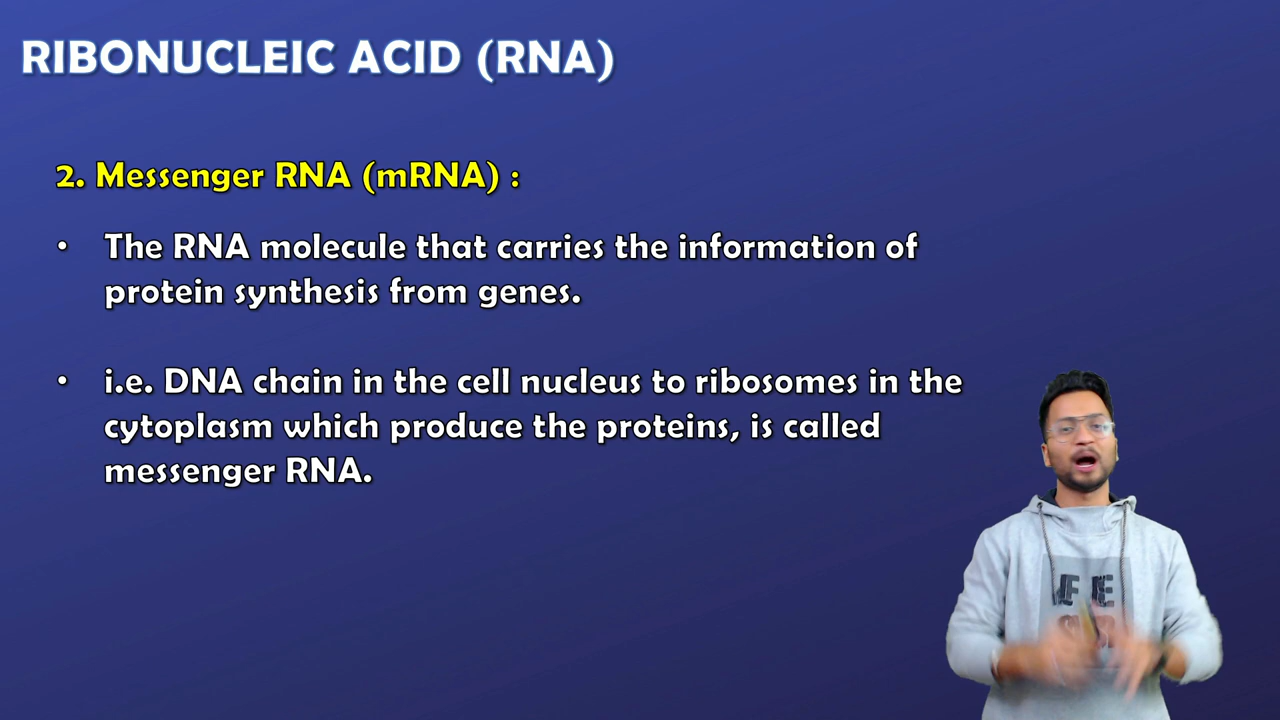 RIBONUCLEIC ACID (RNA)
2. Messenger RNA (mRNA) :
• The RNA molecule that carries the information of
protein synthesis from genes.
• i.e. DNA chain in the cell nucleus to ribosomes in the
cytoplasm which produce the proteins, is called
messenger RNA.